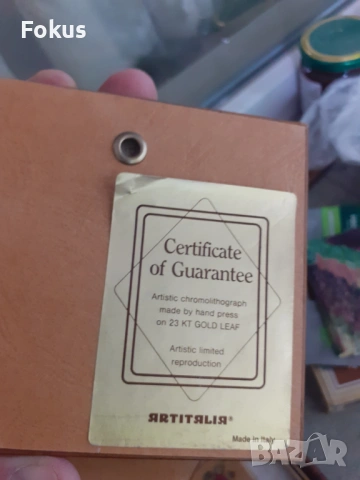 Fokus
Certificate
of Guarantee
Artistic chromolithograph
made by hand press
on 23 KT GOLD LEAF
Artistic limited
reproduction
ARTITALIA®
Made in Italy
bazar